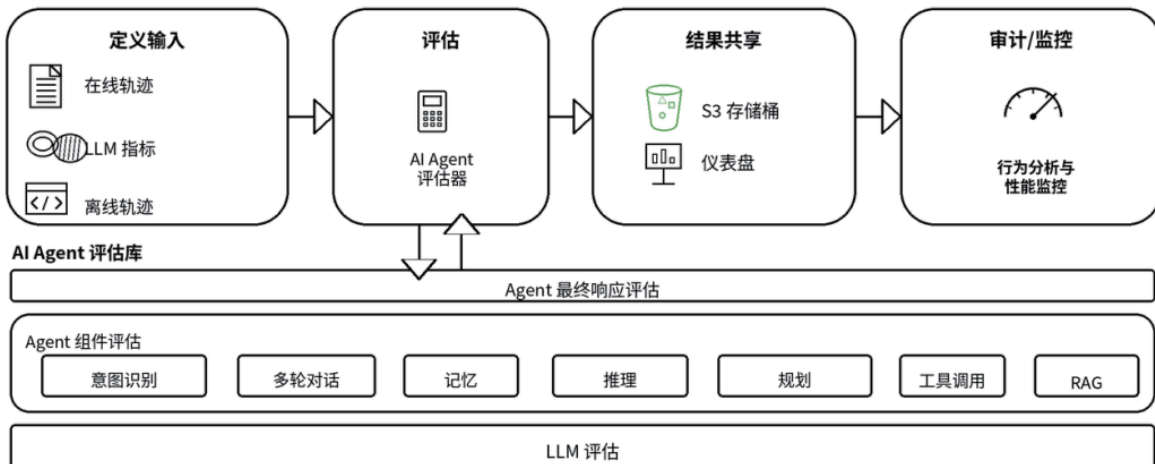 定义输入
在线轨迹
LLM 指标
离线轨迹
评估
AI Agent
评估器
结果共享
S3 存储桶
仪表盘
审计/监控
行为分析与
性能监控
AI Agent 评估库
Agent 最终响应评估
Agent 组件评估
意图识别
多轮对话
记忆
推理
规划
工具调用
RAG
LLM 评估